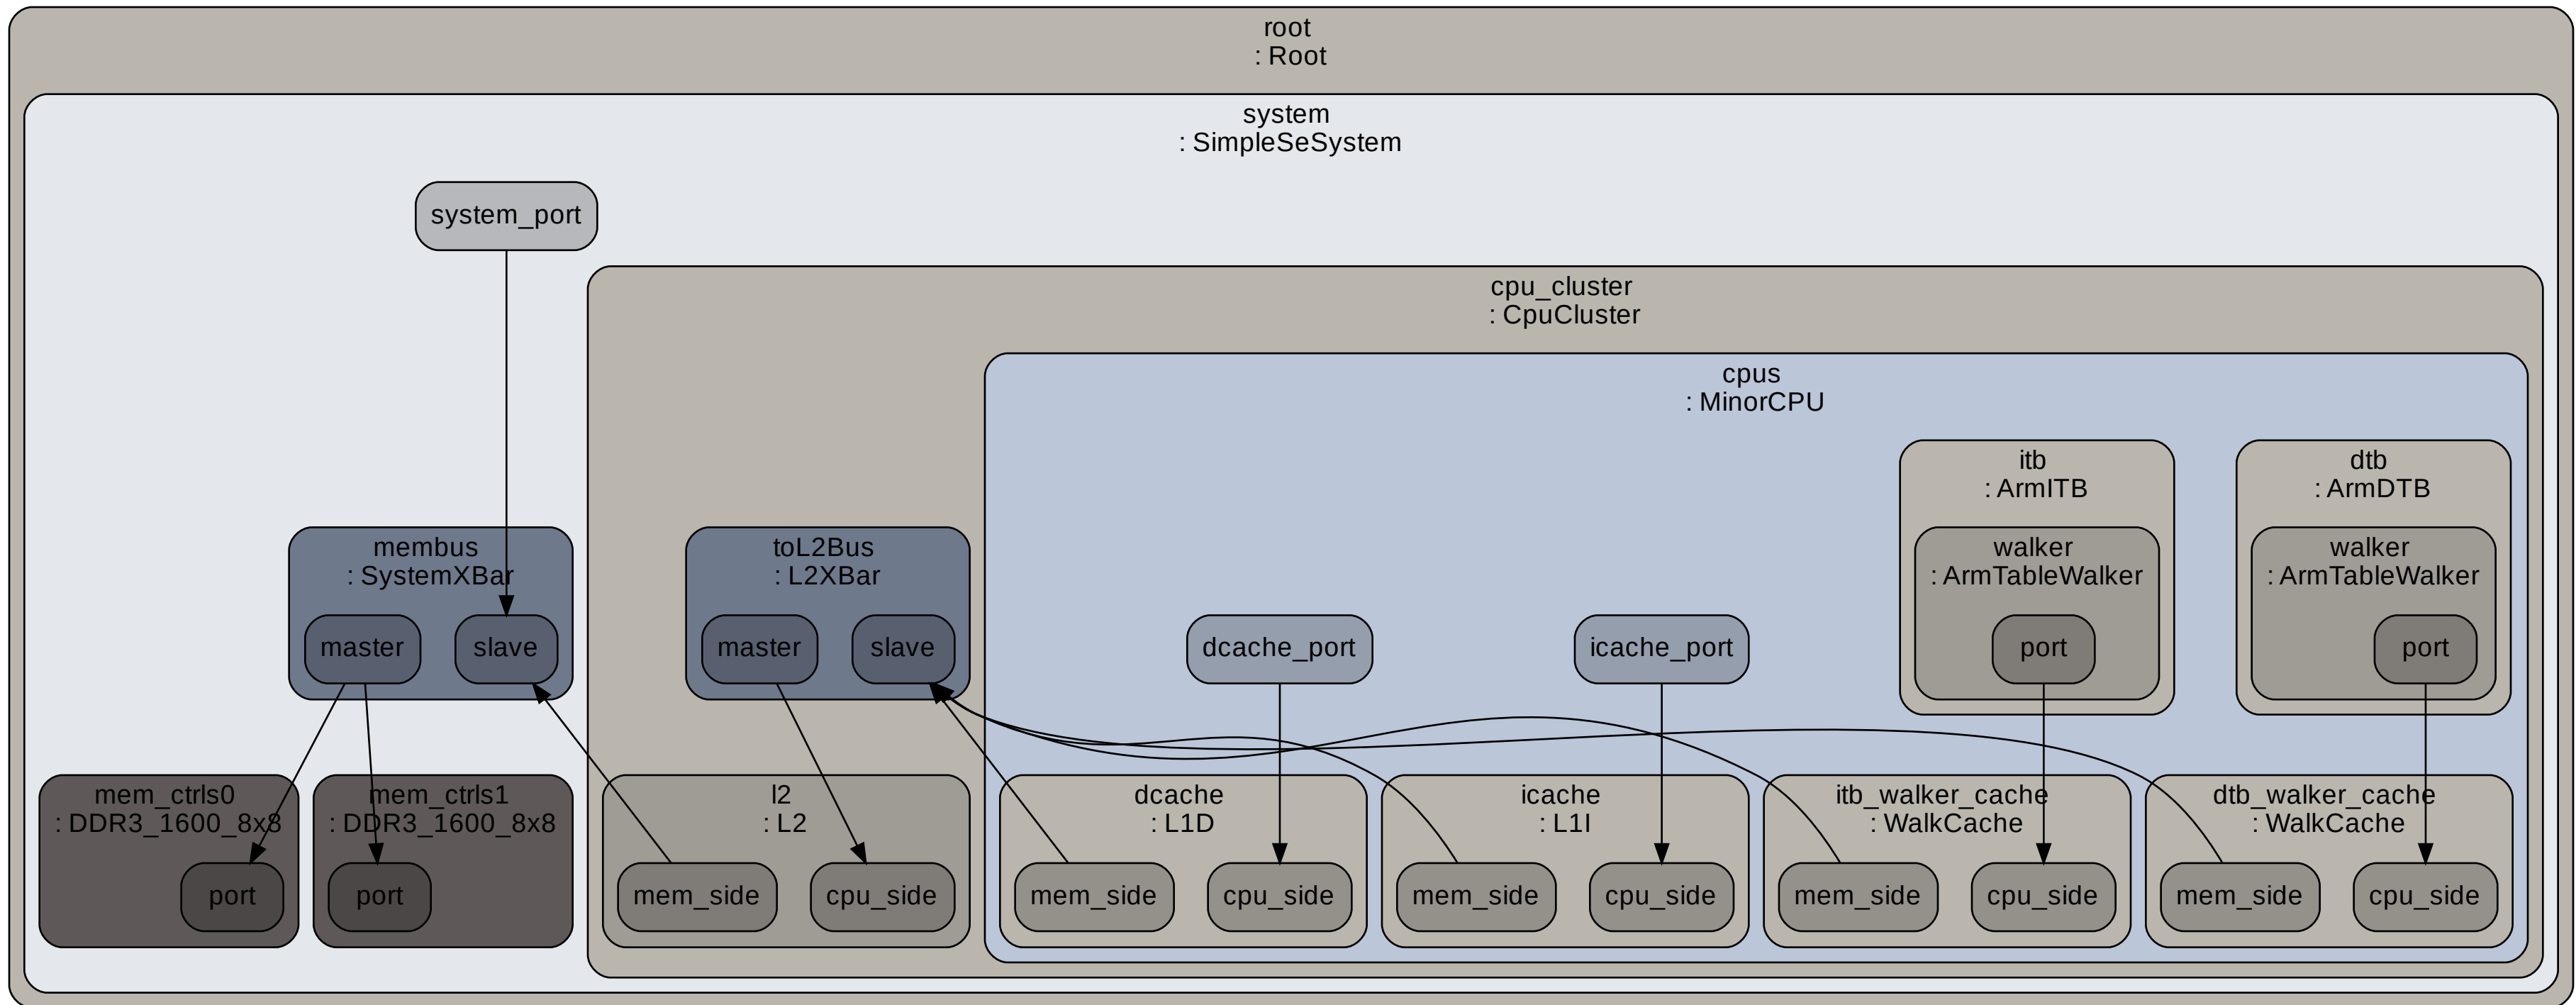 root
: Root
system
: SimpleSeSystem
system_port
cpu_cluster
: CpuCluster
cpus
: MinorCPU
itb
: ArmITB
dtb
: ArmDTB
membus
: SystemXBar
toL2Bus
: L2XBar
walker
: ArmTableWalker
walker
: ArmTableWalker
master
slave
master
slave
dcache_port
icache_port
port
port
mem_ctrls0
: DDR3_1600_8x8
mem_ctrls1
: DDR3_1600_8x8
l2
: L2
dcache
: L1D
icache
: L1I
itb_walker_cache
: WalkCache
dtb_walker_cache
: WalkCache
port
port
mem_side
cpu_side
mem_side
cpu_side
mem_side
cpu_side
mem_side
cpu_side
mem_side
cpu_side